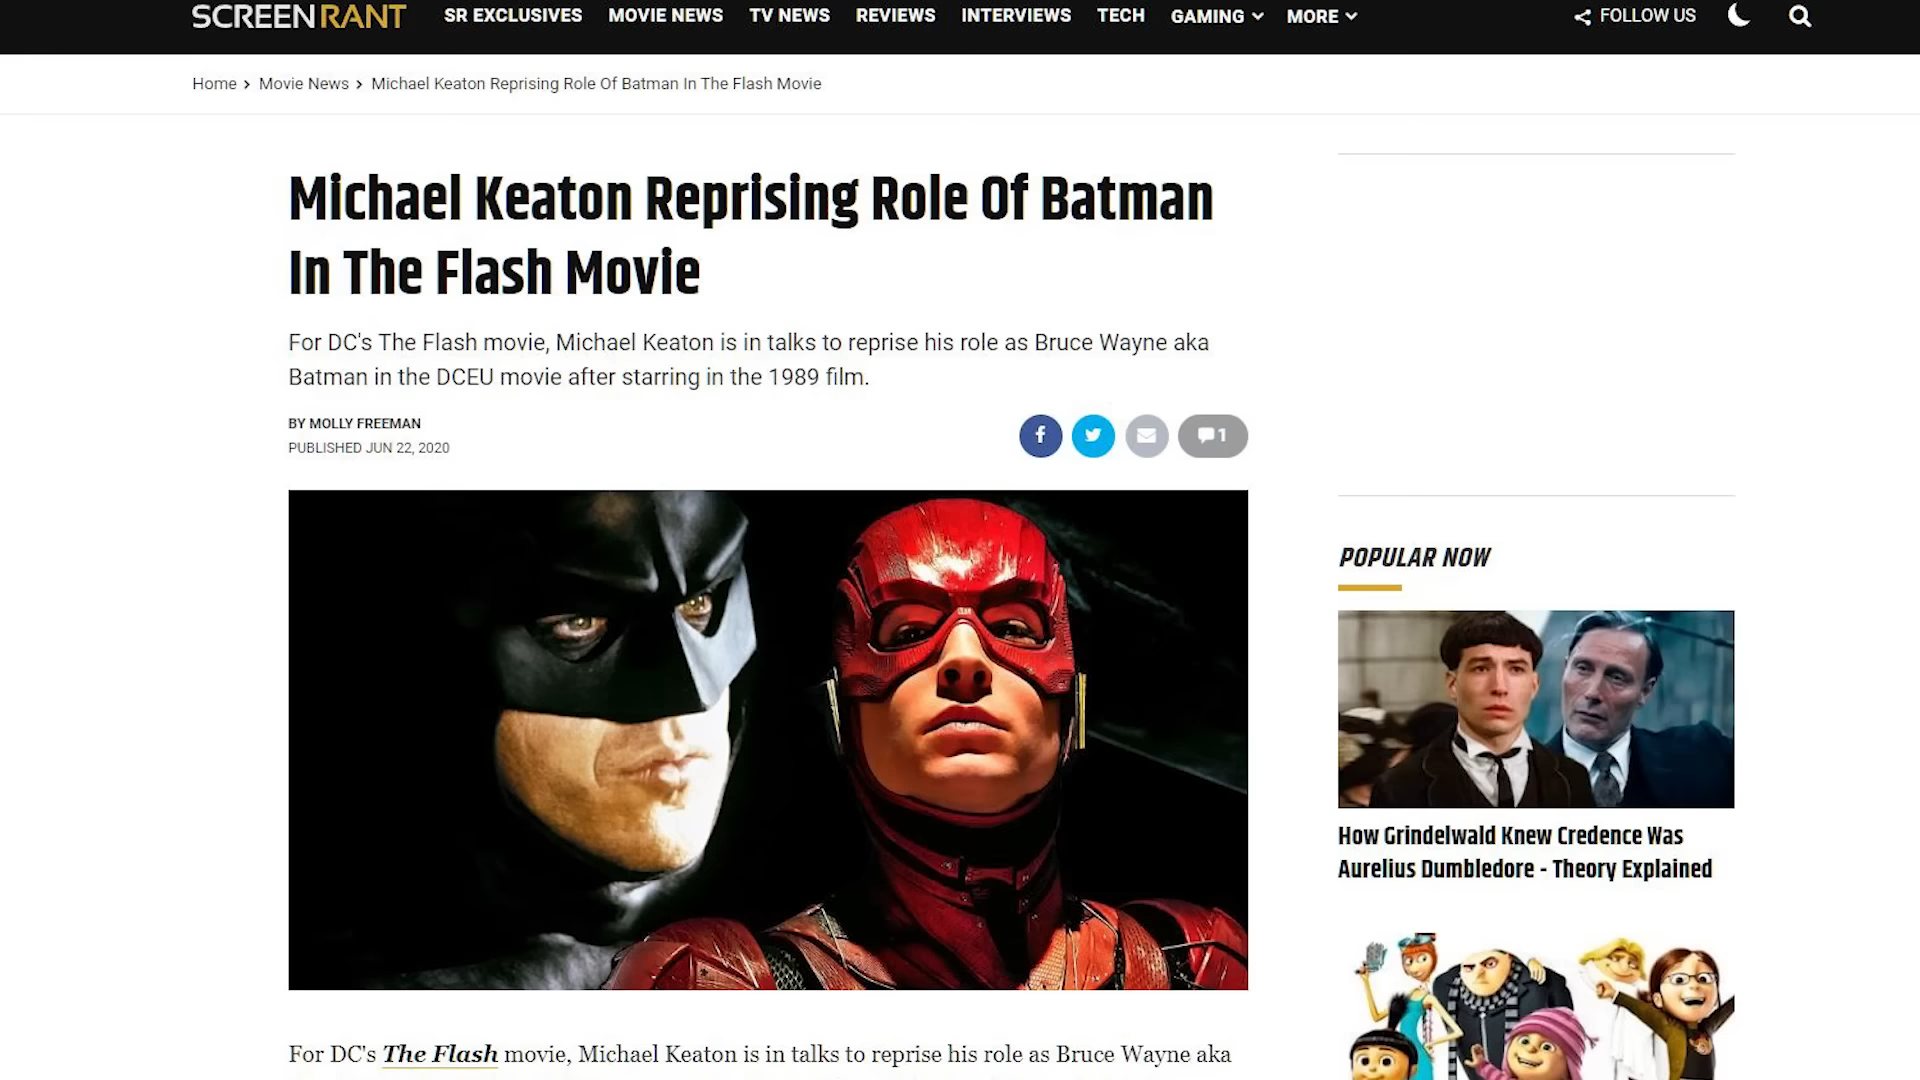 SCREENRANT SR EXCLUSIVES MOVIE NEWS TV NEWS REVIEWS INTERVIEWS TECH GAMING MORE FOLLOW US
Home › Movie News › Michael Keaton Reprising Role Of Batman In The Flash Movie
Michael Keaton Reprising Role Of Batman
In The Flash Movie
For DC's The Flash movie, Michael Keaton is in talks to reprise his role as Bruce Wayne aka
Batman in the DCEU movie after starring in the 1989 film.
BY MOLLY FREEMAN
PUBLISHED JUN 22, 2020
1
For DC's The Flash movie, Michael Keaton is in talks to reprise his role as Bruce Wayne aka
POPULAR NOW
How Grindelwald Knew Credence Was
Aurelius Dumbledore - Theory Explained